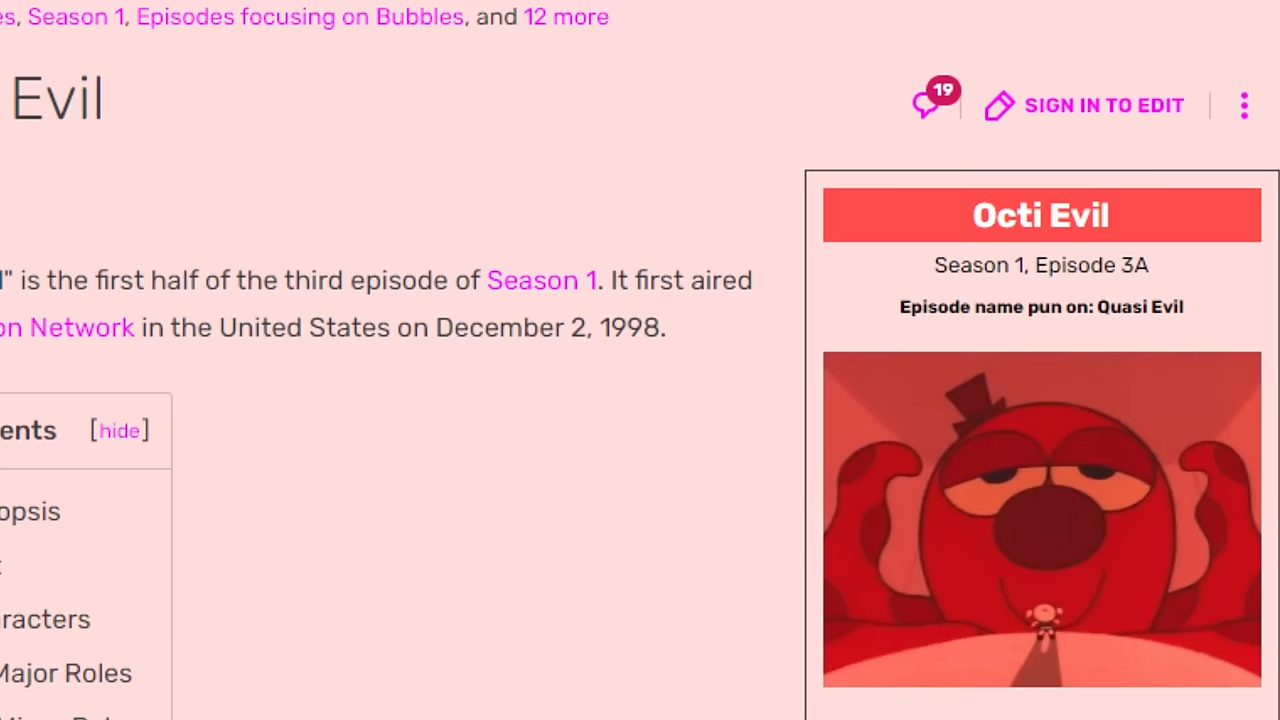 es, Season 1, Episodes focusing on Bubbles, and 12 more
Evil
19
SIGN IN TO EDIT
Octi Evil
Season 1, Episode 3A
Episode name pun on: Quasi Evil
l" is the first half of the third episode of Season 1. It first aired
on Network in the United States on December 2, 1998.
ents [hide]
opsis
racters
Major Roles